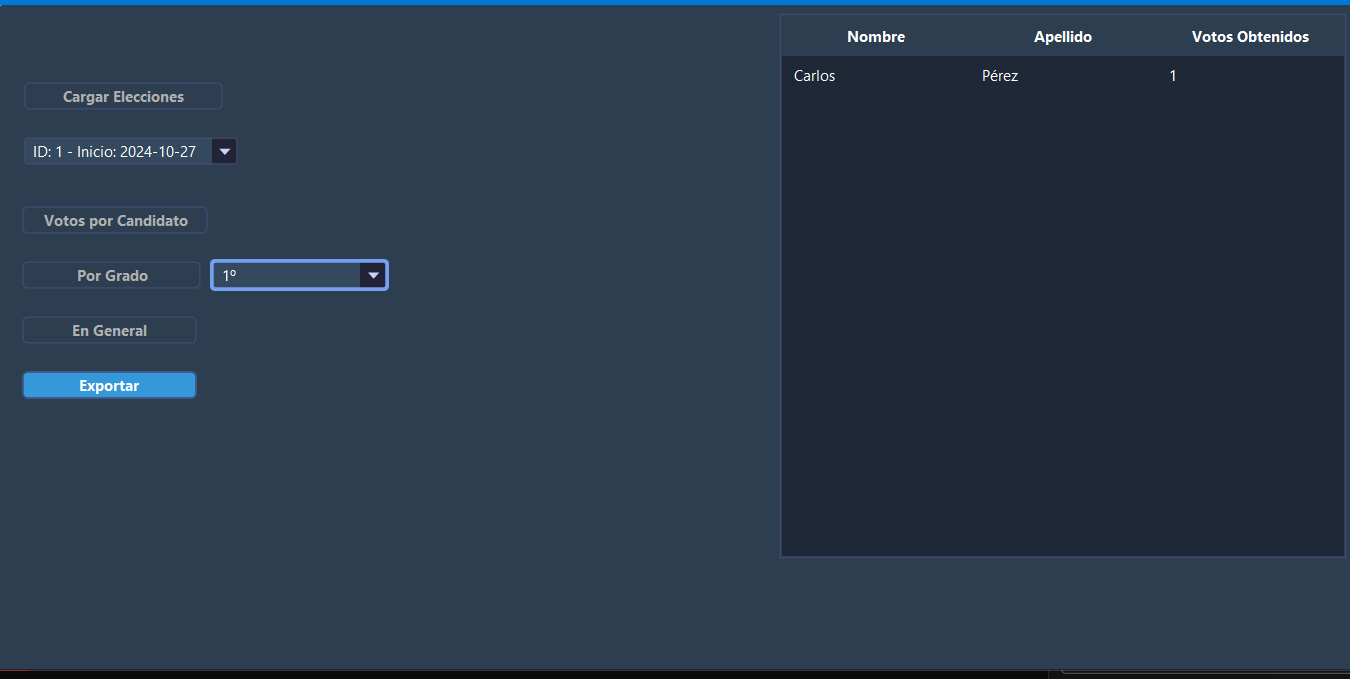 Cargar Elecciones
ID: 1 - Inicio: 2024-10-27
Votos por Candidato
Por Grado
1º
En General
Exportar
Nombre Apellido Votos Obtenidos
Carlos Pérez 1